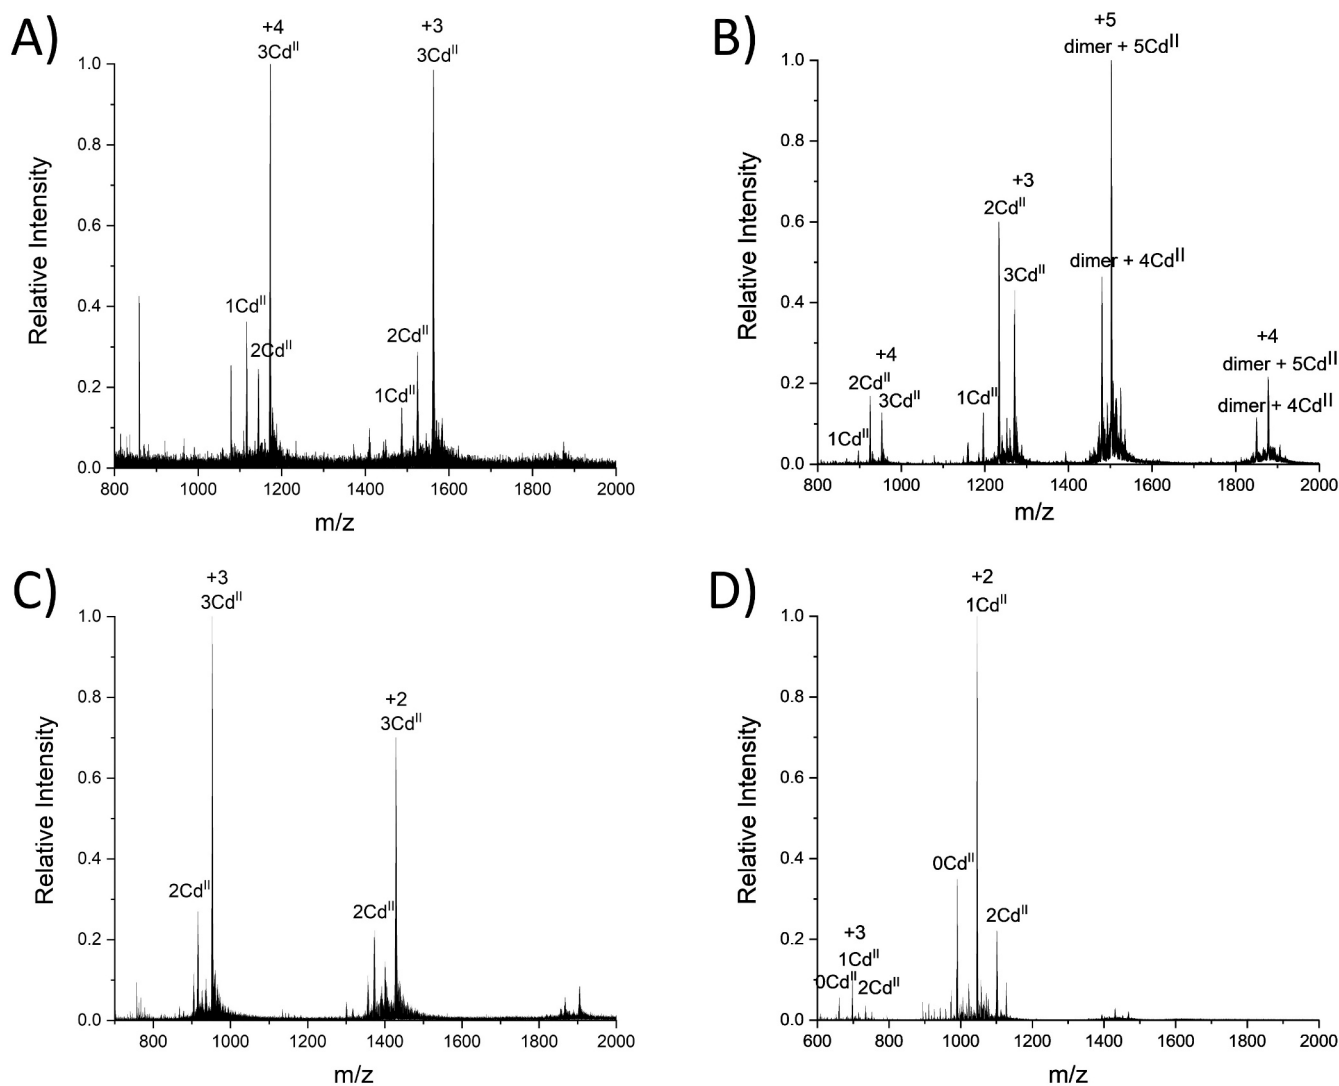 A)
+4
3Cd^II
+3
3Cd^II
1Cd^II
2Cd^II
2Cd^II
1Cd^II
Relative Intensity
1.0
0.8
0.6
0.4
0.2
0.0
800 1000 1200 1400 1600 1800 2000
m/z
B)
+5
dimer + 5Cd^II
+3
2Cd^II
3Cd^II
dimer + 4Cd^II
+4
2Cd^II
3Cd^II
1Cd^II
1Cd^II
+4
dimer + 5Cd^II
dimer + 4Cd^II
Relative Intensity
1.0
0.8
0.6
0.4
0.2
0.0
800 1000 1200 1400 1600 1800 2000
m/z
C)
+3
3Cd^II
+2
3Cd^II
2Cd^II
2Cd^II
Relative Intensity
1.0
0.8
0.6
0.4
0.2
0.0
800 1000 1200 1400 1600 1800 2000
m/z
D)
+2
1Cd^II
0Cd^II
2Cd^II
+3
1Cd^II
0Cd^II
2Cd^II
Relative Intensity
1.0
0.8
0.6
0.4
0.2
0.0
600 800 1000 1200 1400 1600 1800 2000
m/z